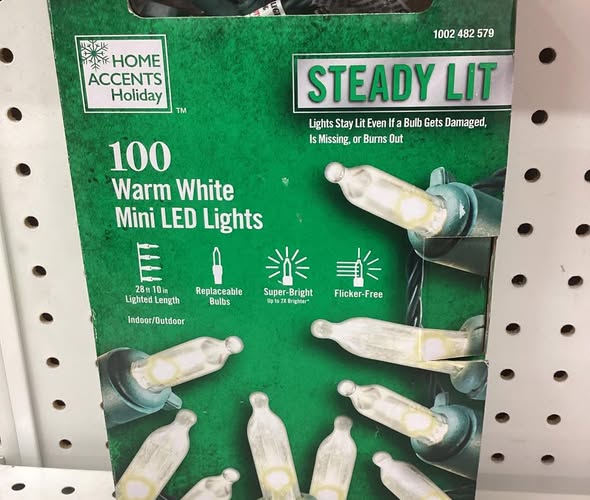 1002 482 579
HOME
ACCENTS
Holiday
TM
STEADY LIT
Lights Stay Lit Even If a Bulb Gets Damaged,
Is Missing, or Burns Out
100
Warm White
Mini LED Lights
28 ft 10 in
Lighted Length
Replaceable
Bulbs
Super-Bright
Up to 2X Brighter*
Flicker-Free
Indoor/Outdoor